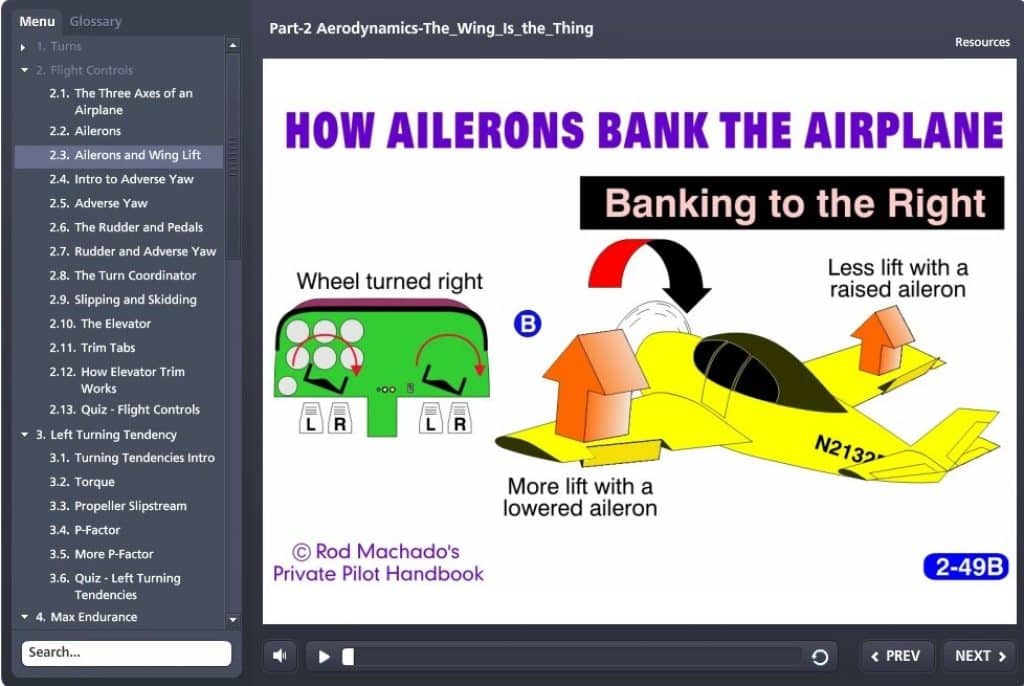 Menu Glossary
Part-2 Aerodynamics-The_Wing_Is_the_Thing
Resources
1. Turns
2. Flight Controls
2.1. The Three Axes of an
Airplane
2.2. Ailerons
2.3. Ailerons and Wing Lift
2.4. Intro to Adverse Yaw
2.5. Adverse Yaw
2.6. The Rudder and Pedals
2.7. Rudder and Adverse Yaw
2.8. The Turn Coordinator
2.9. Slipping and Skidding
2.10. The Elevator
2.11. Trim Tabs
2.12. How Elevator Trim
Works
2.13. Quiz - Flight Controls
3. Left Turning Tendency
3.1. Turning Tendencies Intro
3.2. Torque
3.3. Propeller Slipstream
3.4. P-Factor
3.5. More P-Factor
3.6. Quiz - Left Turning
Tendencies
4. Max Endurance
Search...
HOW AILERONS BANK THE AIRPLANE
Banking to the Right
Wheel turned right
Less lift with a
raised aileron
B
L R L R
N2132
More lift with a
lowered aileron
© Rod Machado's
Private Pilot Handbook
2-49B
PREV NEXT